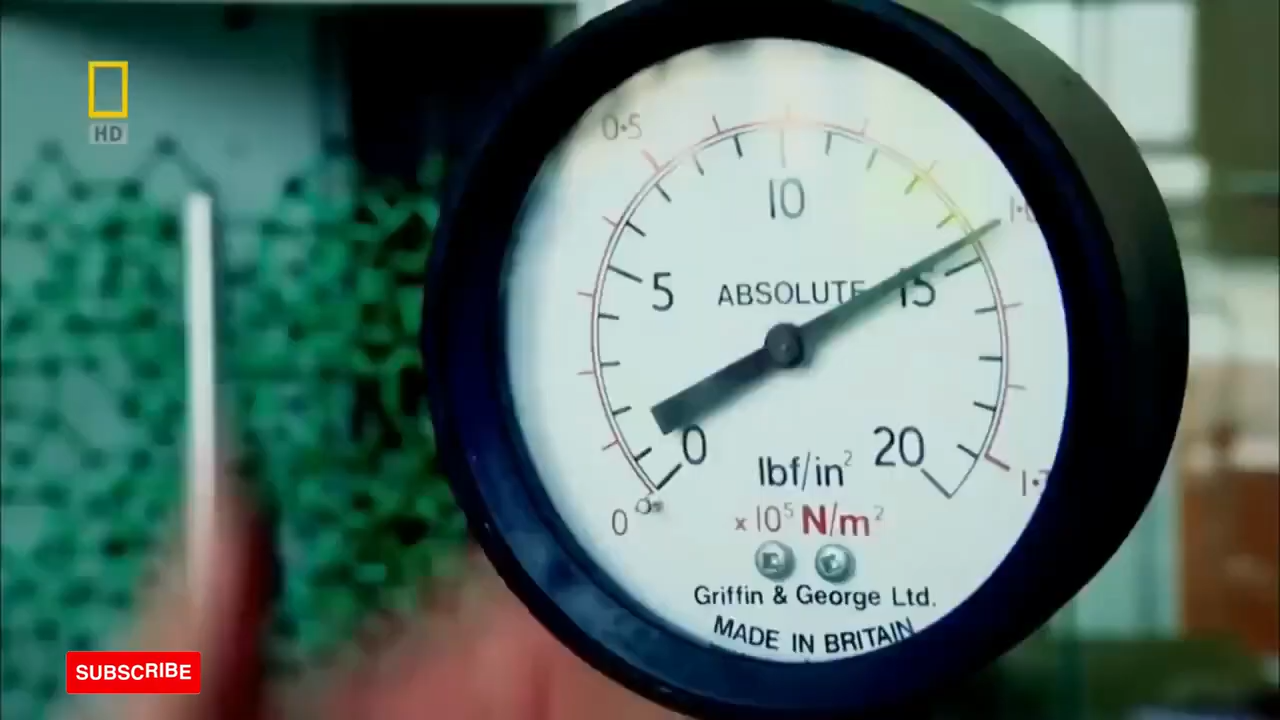 HD
0·5
10
5
ABSOLUTE
15
0
20
lbf/in²
x10⁵ N/m²
0
Griffin & George Ltd.
MADE IN BRITAIN
SUBSCRIBE